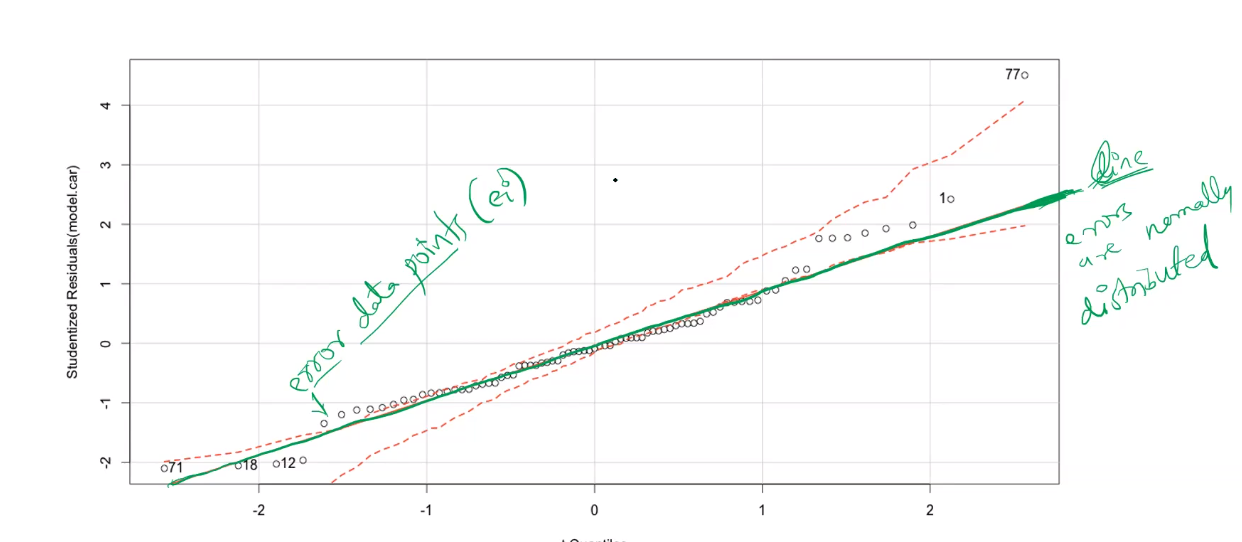 77
4
3
2
1
0
-1
-2
Studentized Residuals(model.car)
1
71
18
12
-2
-1
0
1
2
t Quantiles
error data points (ei)
line
errors
are normally
distributed